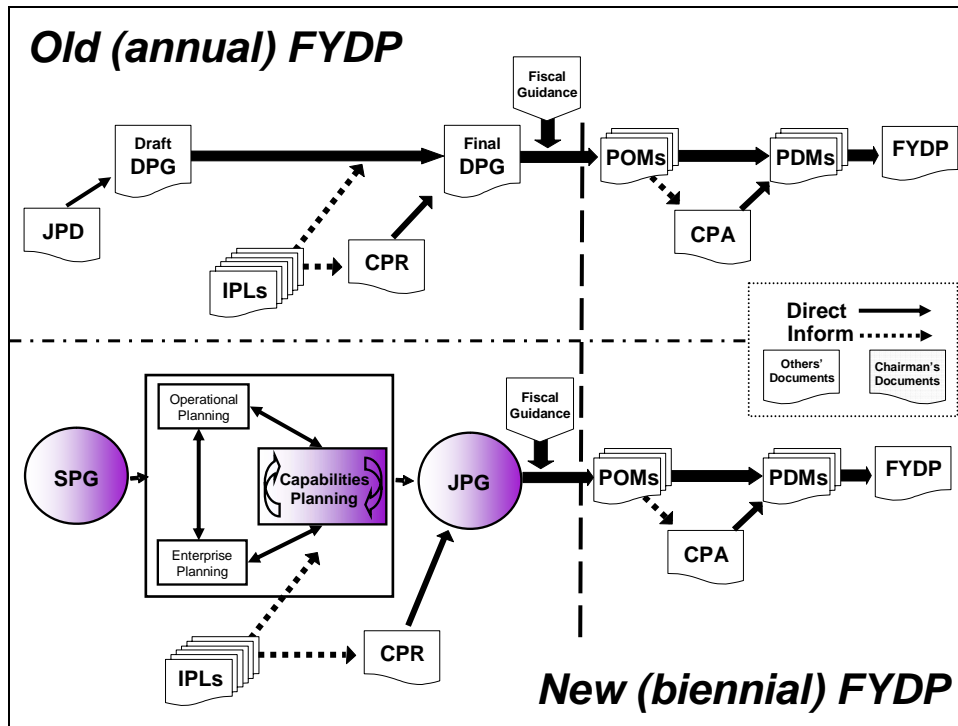 Old (annual) FYDP
Fiscal
Guidance
Draft
DPG
Final
DPG
POMs
PDMs
FYDP
JPD
CPA
CPR
IPLs
Direct
Inform
Others'
Documents
Chairman's
Documents
Operational
Planning
Fiscal
Guidance
SPG
Capabilities
Planning
JPG
POMs
PDMs
FYDP
Enterprise
Planning
CPA
CPR
IPLs
New (biennial) FYDP